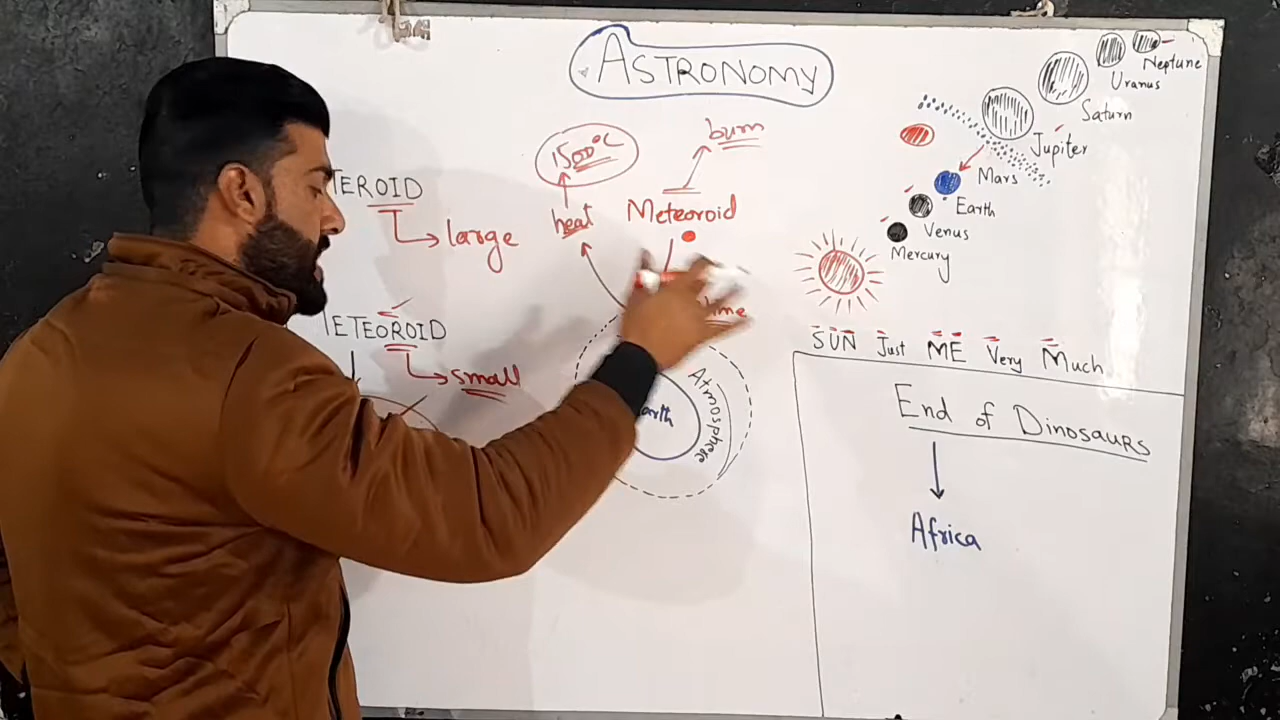 ASTRONOMY
TEROID
large
ETEOROID
small
1500°C
heat
burn
Meteoroid
Atmosphere
Neptune
Uranus
Saturn
Jupiter
Mars
Earth
Venus
Mercury
SUN Just ME Very Much
End of Dinosaurs
Africa